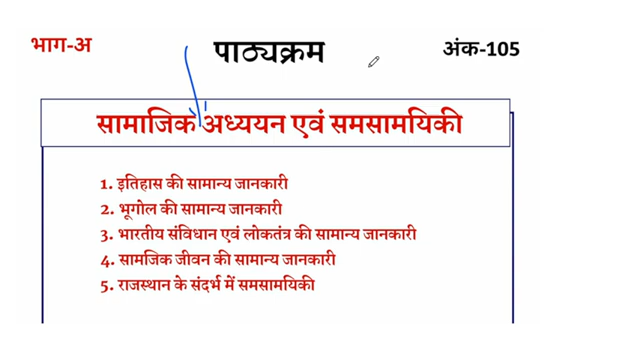 भाग-अ पाठ्यक्रम अंक-105
सामाजिक अध्ययन एवं समसामयिकी
1. इतिहास की सामान्य जानकारी
2. भूगोल की सामान्य जानकारी
3. भारतीय संविधान एवं लोकतंत्र की सामान्य जानकारी
4. सामजिक जीवन की सामान्य जानकारी
5. राजस्थान के संदर्भ में समसामयिकी